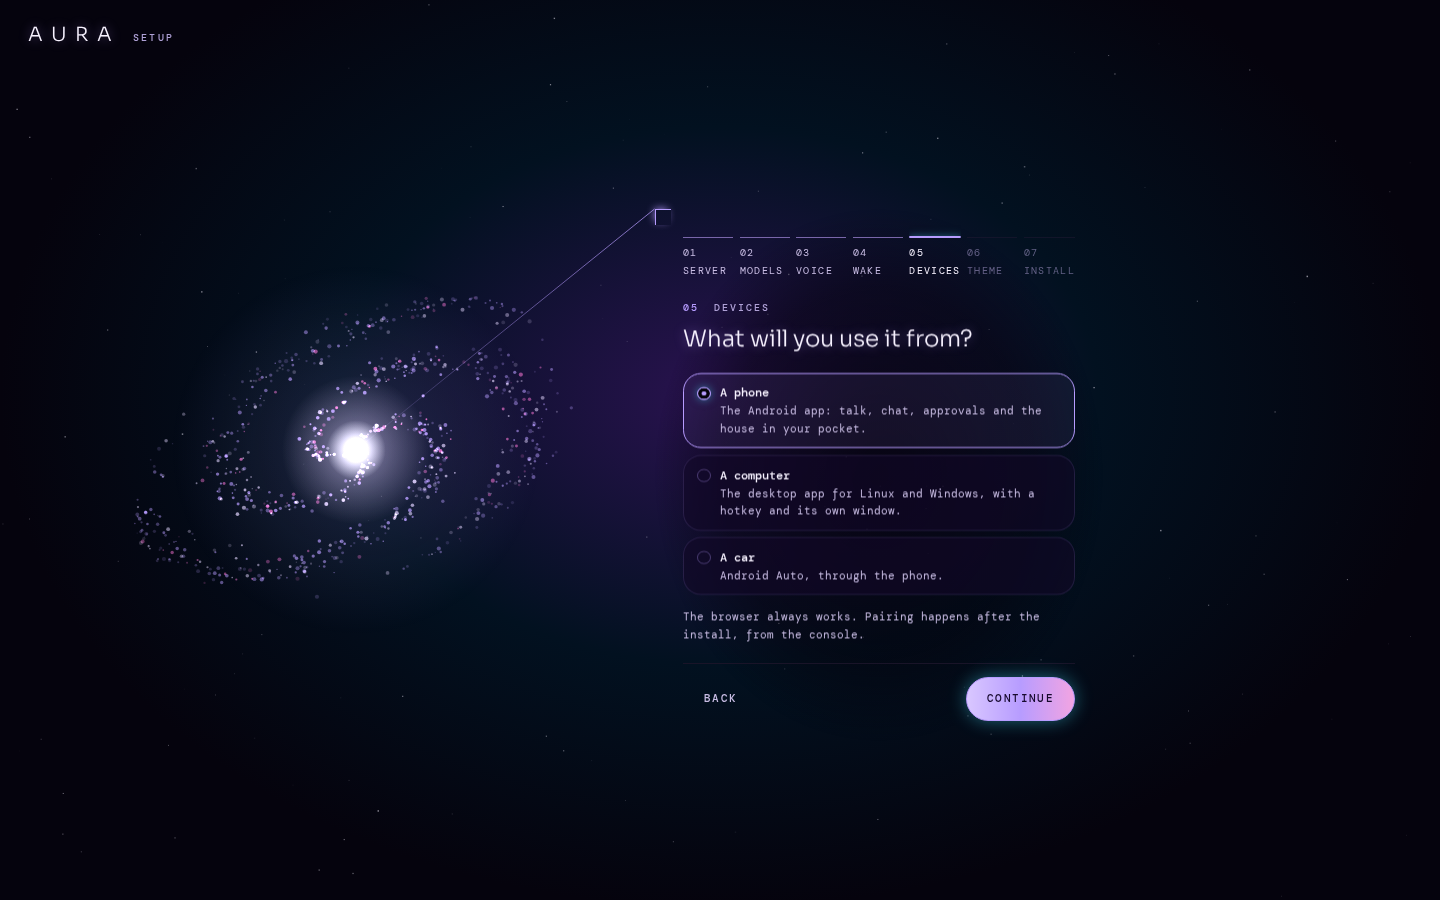 AURA SETUP
01 02 03 04 05 06 07
SERVER MODELS VOICE WAKE DEVICES THEME INSTALL
05 DEVICES
What will you use it from?
A phone
The Android app: talk, chat, approvals and the
house in your pocket.
A computer
The desktop app for Linux and Windows, with a
hotkey and its own window.
A car
Android Auto, through the phone.
The browser always works. Pairing happens after the
install, from the console.
BACK CONTINUE